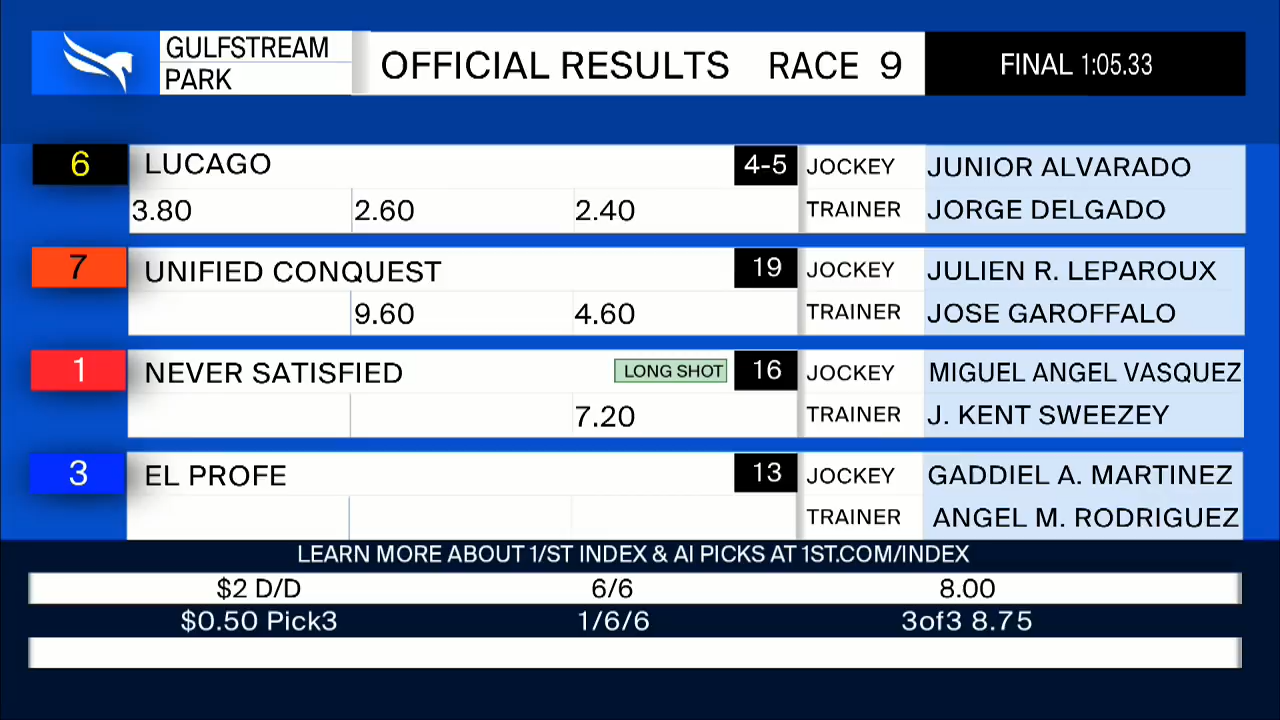 GULFSTREAM
PARK
OFFICIAL RESULTS RACE 9
FINAL 1:05.33
6 LUCAGO 4-5 JOCKEY JUNIOR ALVARADO
3.80 2.60 2.40 TRAINER JORGE DELGADO
7 UNIFIED CONQUEST 19 JOCKEY JULIEN R. LEPAROUX
9.60 4.60 TRAINER JOSE GAROFFALO
1 NEVER SATISFIED LONG SHOT 16 JOCKEY MIGUEL ANGEL VASQUEZ
7.20 TRAINER J. KENT SWEEZEY
3 EL PROFE 13 JOCKEY GADDIEL A. MARTINEZ
TRAINER ANGEL M. RODRIGUEZ
LEARN MORE ABOUT 1/ST INDEX & AI PICKS AT 1ST.COM/INDEX
$2 D/D 6/6 8.00
$0.50 Pick3 1/6/6 3of3 8.75